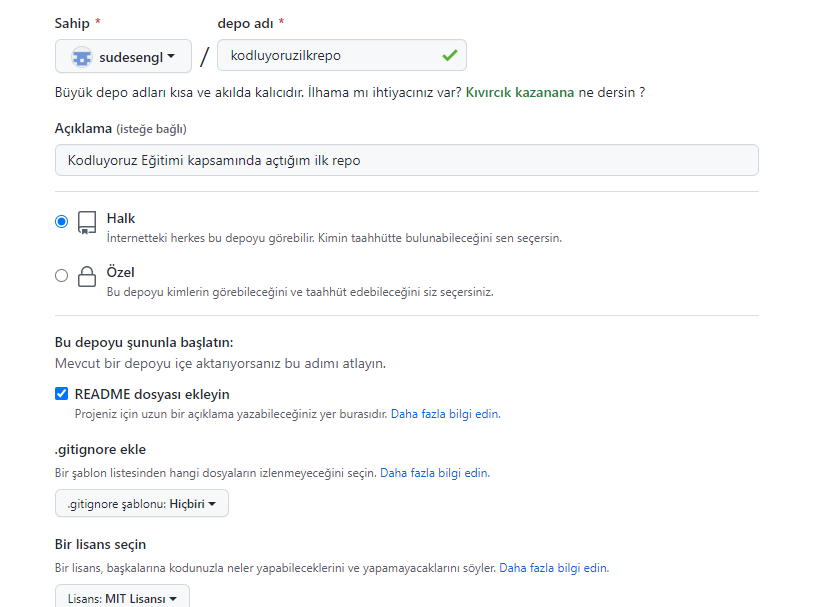 Sahip * depo adı *
sudesengl / kodluyoruzilkrepo
Büyük depo adları kısa ve akılda kalıcıdır. İlhama mı ihtiyacınız var? Kıvırcık kazanana ne dersin ?
Açıklama (isteğe bağlı)
Kodluyoruz Eğitimi kapsamında açtığım ilk repo
Halk
İnternetteki herkes bu depoyu görebilir. Kimin taahhütte bulunabileceğini sen seçersin.
Özel
Bu depoyu kimlerin görebileceğini ve taahhüt edebileceğini siz seçersiniz.
Bu depoyu şununla başlatın:
Mevcut bir depoyu içe aktarıyorsanız bu adımı atlayın.
README dosyası ekleyin
Projeniz için uzun bir açıklama yazabileceğiniz yer burasıdır. Daha fazla bilgi edin.
.gitignore ekle
Bir şablon listesinden hangi dosyaların izlenmeyeceğini seçin. Daha fazla bilgi edin.
.gitignore şablonu: Hiçbiri
Bir lisans seçin
Bir lisans, başkalarına kodunuzla neler yapabileceklerini ve yapamayacaklarını söyler. Daha fazla bilgi edin.
Lisans: MIT Lisansı